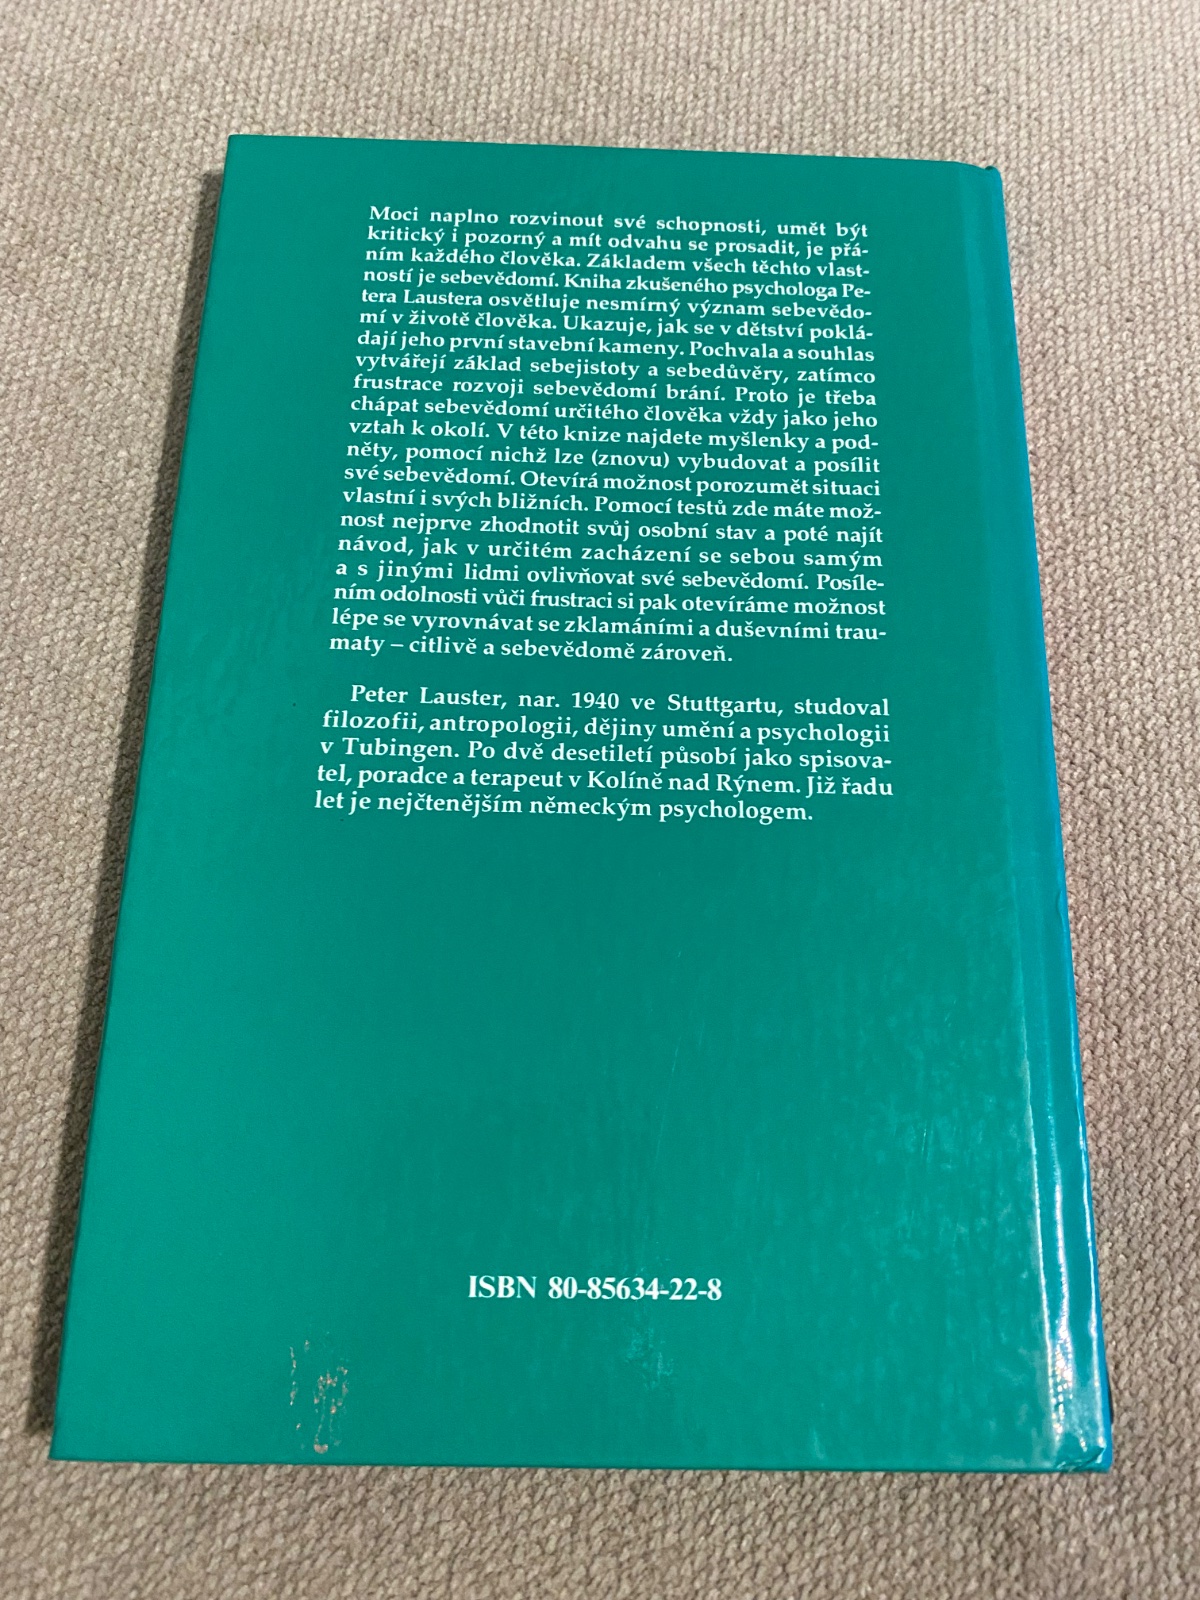 Moci naplno rozvinout své schopnosti, umět být
kritický i pozorný a mít odvahu se prosadit, je přá-
ním každého člověka. Základem všech těchto vlast-
ností je sebevědomí. Kniha zkušeného psychologa Pe-
tera Laustera osvětluje nesmírný význam sebevědo-
mí v životě člověka. Ukazuje, jak se v dětství poklá-
dají jeho první stavební kameny. Pochvala a souhlas
vytvářejí základ sebejistoty a sebedůvěry, zatímco
frustrace rozvoji sebevědomí brání. Proto je třeba
chápat sebevědomí určitého člověka vždy jako jeho
vztah k okolí. V této knize najdete myšlenky a pod-
něty, pomocí nichž lze (znovu) vybudovat a posílit
své sebevědomí. Otevírá možnost porozumět situaci
vlastní i svých bližních. Pomocí testů zde máte mož-
nost nejprve zhodnotit svůj osobní stav a poté najít
návod, jak v určitém zacházení se sebou samým
a s jinými lidmi ovlivňovat své sebevědomí. Posíle-
ním odolnosti vůči frustraci si pak otevíráme možnost
lépe se vyrovnávat se zklamáními a duševními trau-
maty – citlivě a sebevědomě zároveň.
Peter Lauster, nar. 1940 ve Stuttgartu, studoval
filozofii, antropologii, dějiny umění a psychologii
v Tubingen. Po dvě desetiletí působí jako spisova-
tel, poradce a terapeut v Kolíně nad Rýnem. Již řadu
let je nejčtenějším německým psychologem.
ISBN 80-85634-22-8